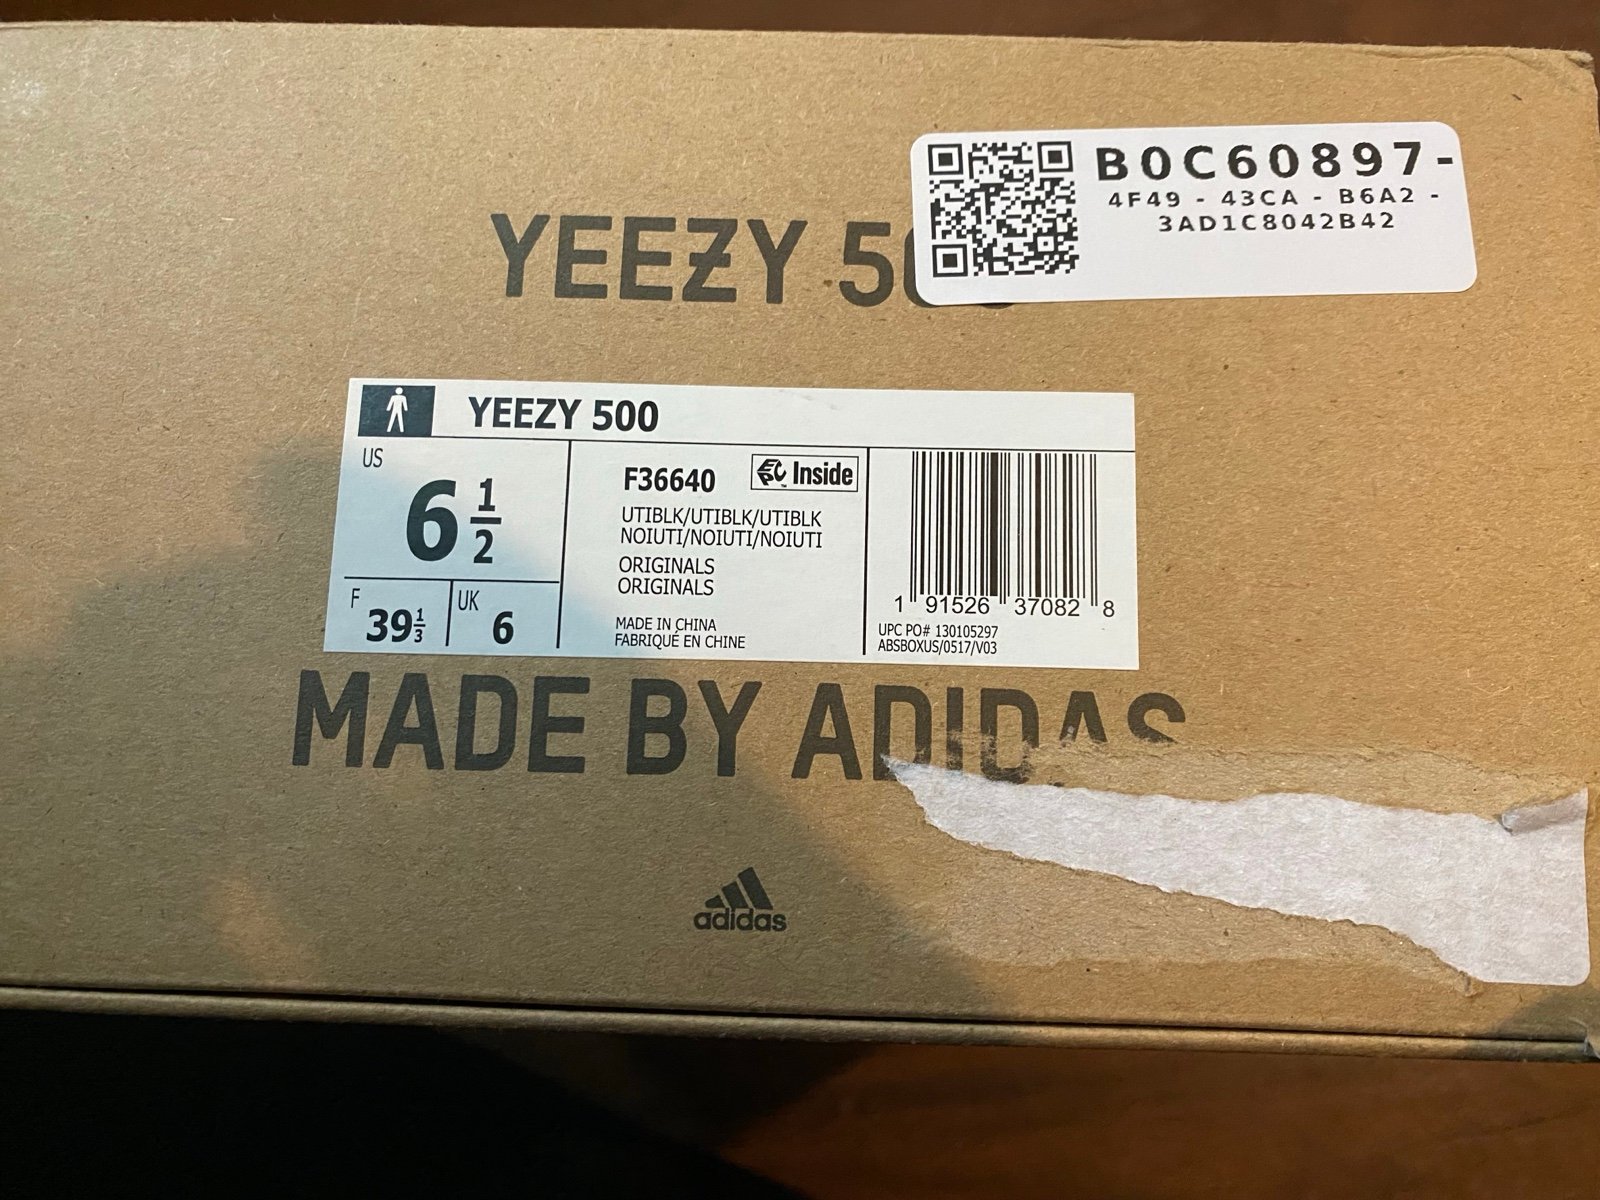 B0C60897-
4F49 - 43CA - B6A2 -
3AD1C8042B42
YEEZY
YEEZY 500
US
6 1/2
F
39 1/3
UK
6
F36640
EPC Inside
UTIBLK/UTIBLK/UTIBLK
NOIUTI/NOIUTI/NOIUTI
ORIGINALS
ORIGINALS
MADE IN CHINA
FABRIQUÉ EN CHINE
1 91526 37082 8
UPC PO# 130105297
ABSBOXUS/0517/V03
MADE BY ADIDAS
adidas